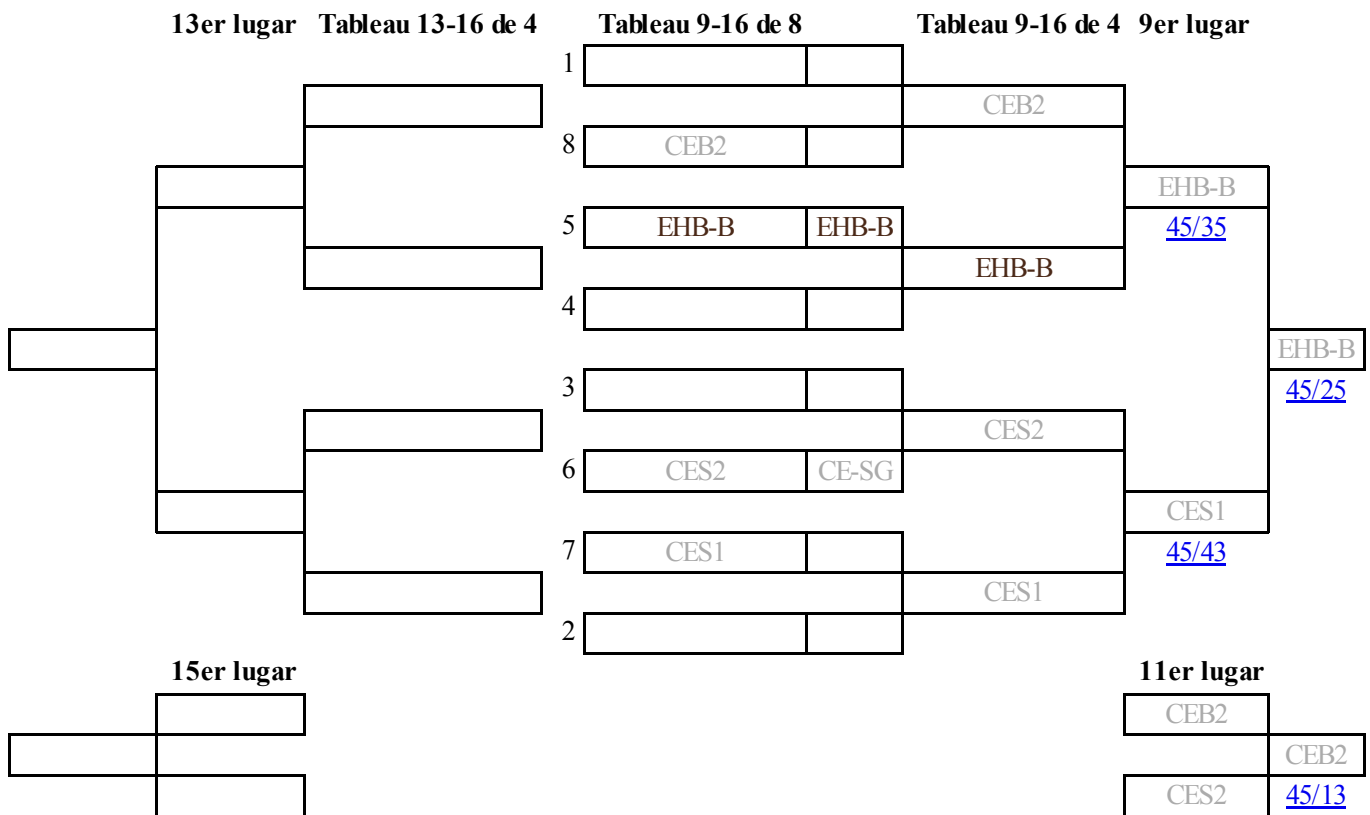 13er lugar Tableau 13-16 de 4 Tableau 9-16 de 8 Tableau 9-16 de 4 9er lugar
1
CEB2
8 CEB2
EHB-B
5 EHB-B EHB-B 45/35
EHB-B
4
EHB-B
3 45/25
CES2
6 CES2 CE-SG
CES1
7 CES1 45/43
CES1
2
15er lugar 11er lugar
CEB2
CEB2
CES2 45/13